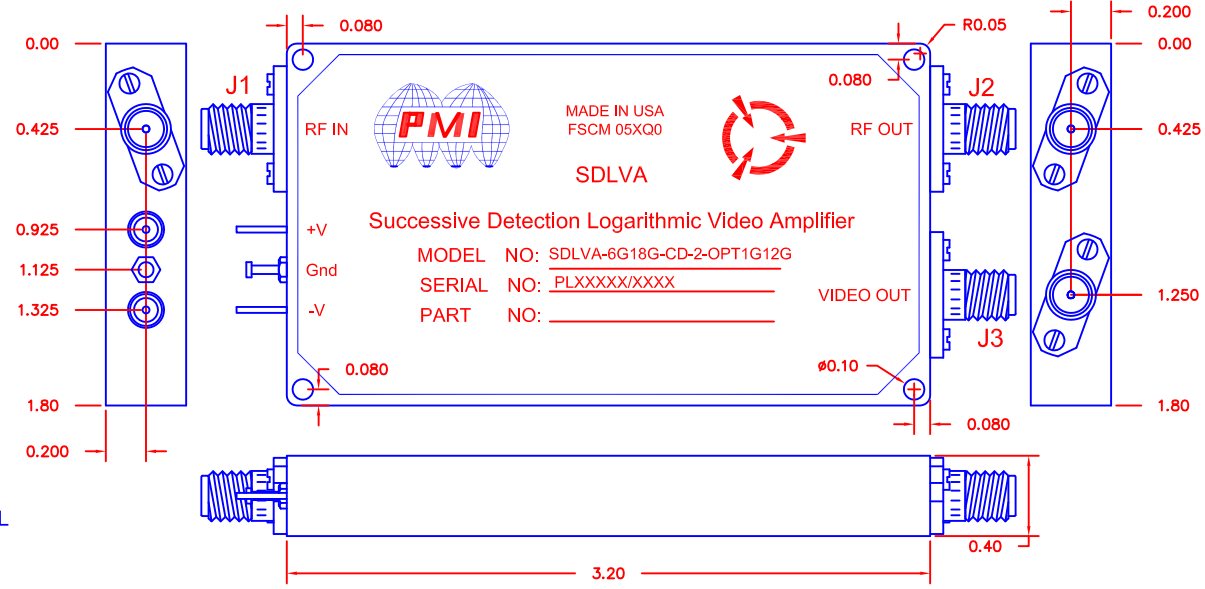 0.080
R0.05
0.200
0.00
0.00
0.080
J1
J2
0.425
RF IN
PMI
MADE IN USA
FSCM 05XQ0
RF OUT
0.425
SDLVA
Successive Detection Logarithmic Video Amplifier
0.925
+V
MODEL NO: SDLVA-6G18G-CD-2-OPT1G12G
1.125
Gnd
SERIAL NO: PLXXXXX/XXXX
VIDEO OUT
1.250
1.325
-V
PART NO:
J3
0.080
ø0.10
1.80
1.80
0.080
0.200
L
0.40
3.20